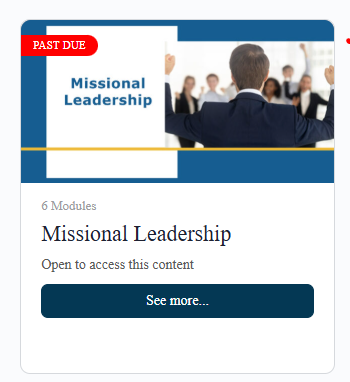 PAST DUE
Missional
Leadership
6 Modules
Missional Leadership
Open to access this content
See more...